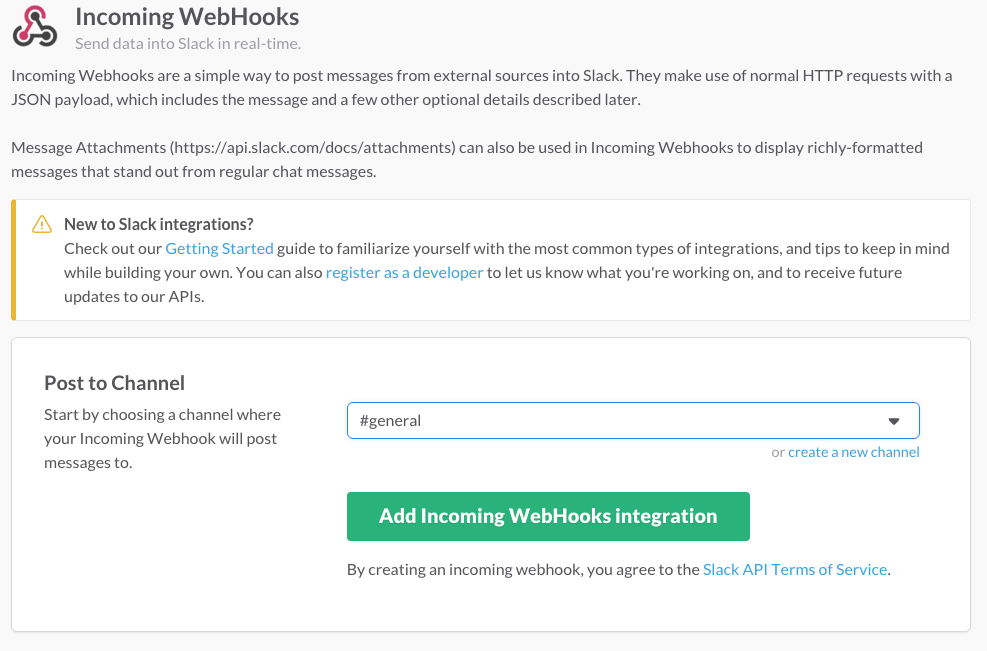 Incoming WebHooks
Send data into Slack in real-time.
Incoming Webhooks are a simple way to post messages from external sources into Slack. They make use of normal HTTP requests with a
JSON payload, which includes the message and a few other optional details described later.
Message Attachments (https://api.slack.com/docs/attachments) can also be used in Incoming Webhooks to display richly-formatted
messages that stand out from regular chat messages.
New to Slack integrations?
Check out our Getting Started guide to familiarize yourself with the most common types of integrations, and tips to keep in mind
while building your own. You can also register as a developer to let us know what you're working on, and to receive future
updates to our APIs.
Post to Channel
Start by choosing a channel where
your Incoming Webhook will post
messages to.
#general
or create a new channel
Add Incoming WebHooks integration
By creating an incoming webhook, you agree to the Slack API Terms of Service.